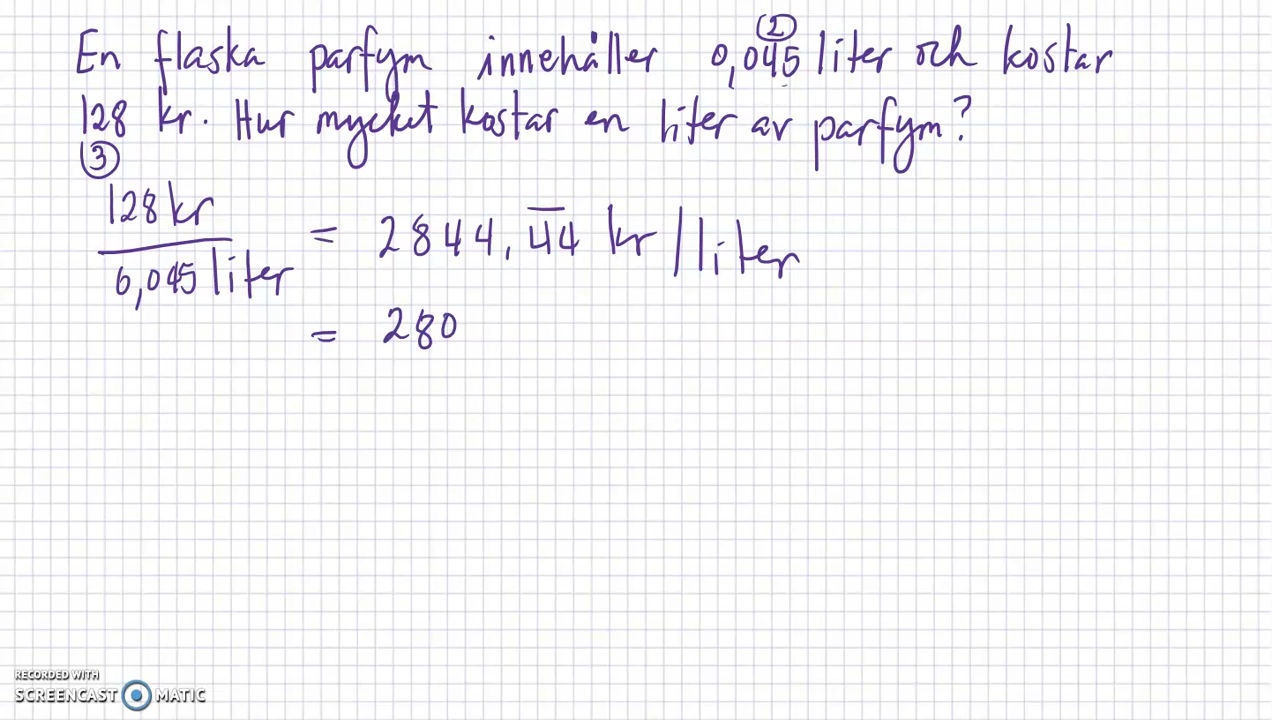 ②
En flaska parfym innehåller 0,045 liter och kostar
128 kr. Hur mycket kostar en liter av parfym?
③
128 kr
0,045 liter
= 2844,44 kr/liter
= 280
RECORDED WITH
SCREENCAST MATIC